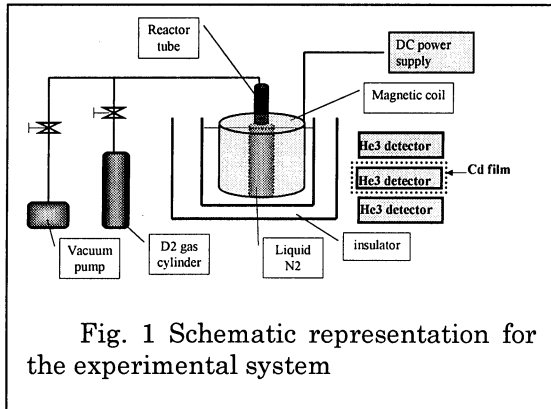 Reactor
tube
DC power
supply
Magnetic coil
He3 detector
He3 detector
Cd film
He3 detector
Vacuum
pump
D2 gas
cylinder
Liquid
N2
insulator
Fig. 1 Schematic representation for
the experimental system